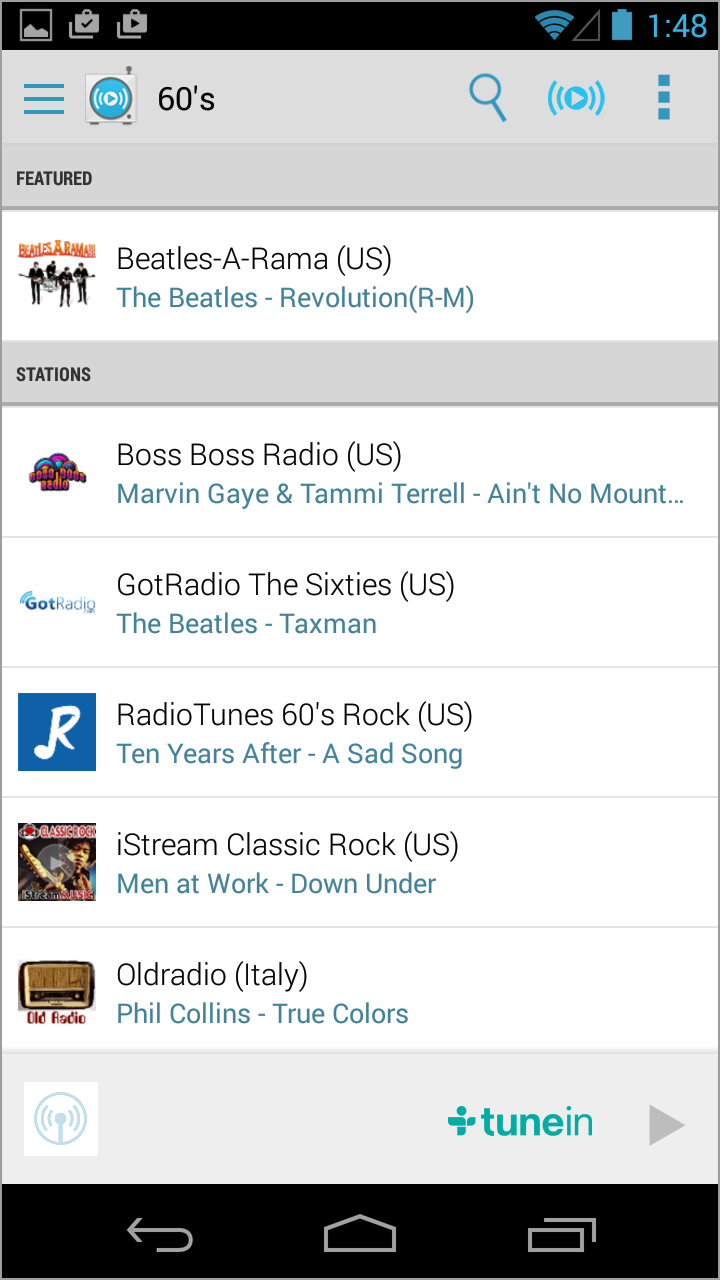 1:48
60's
FEATURED
BEATLES A RAMA!!!
Beatles-A-Rama (US)
The Beatles - Revolution(R-M)
STATIONS
Boss Boss Radio
Boss Boss Radio (US)
Marvin Gaye & Tammi Terrell - Ain't No Mount...
GotRadio
GotRadio The Sixties (US)
The Beatles - Taxman
R
RadioTunes 60's Rock (US)
Ten Years After - A Sad Song
CLASSIC ROCK
iStreamMUSIC
iStream Classic Rock (US)
Men at Work - Down Under
Old Radio
Oldradio (Italy)
Phil Collins - True Colors
tunein